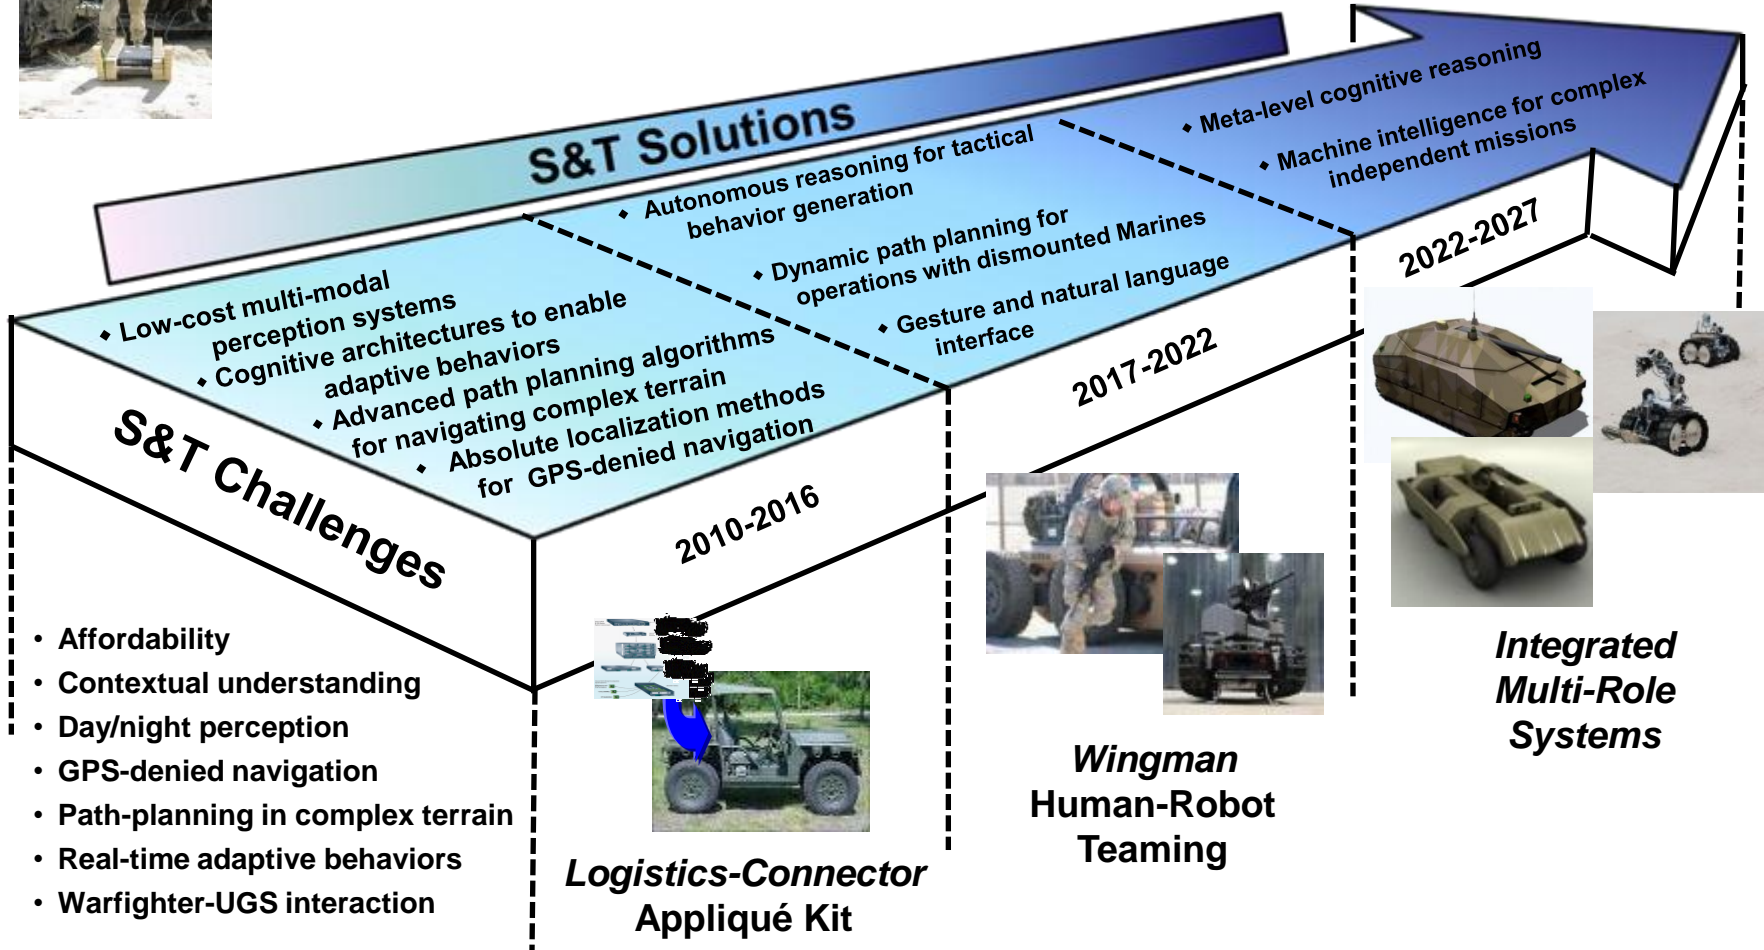 S&T Solutions
• Low-cost multi-modal
perception systems
• Cognitive architectures to enable
adaptive behaviors
• Advanced path planning algorithms
for navigating complex terrain
• Absolute localization methods
for GPS-denied navigation
• Autonomous reasoning for tactical
behavior generation
• Dynamic path planning for
operations with dismounted Marines
• Gesture and natural language
interface
• Meta-level cognitive reasoning
• Machine intelligence for complex
independent missions
S&T Challenges
2010-2016
2017-2022
2022-2027
• Affordability
• Contextual understanding
• Day/night perception
• GPS-denied navigation
• Path-planning in complex terrain
• Real-time adaptive behaviors
• Warfighter-UGS interaction
Logistics-Connector
Appliqué Kit
Wingman
Human-Robot
Teaming
Integrated
Multi-Role
Systems